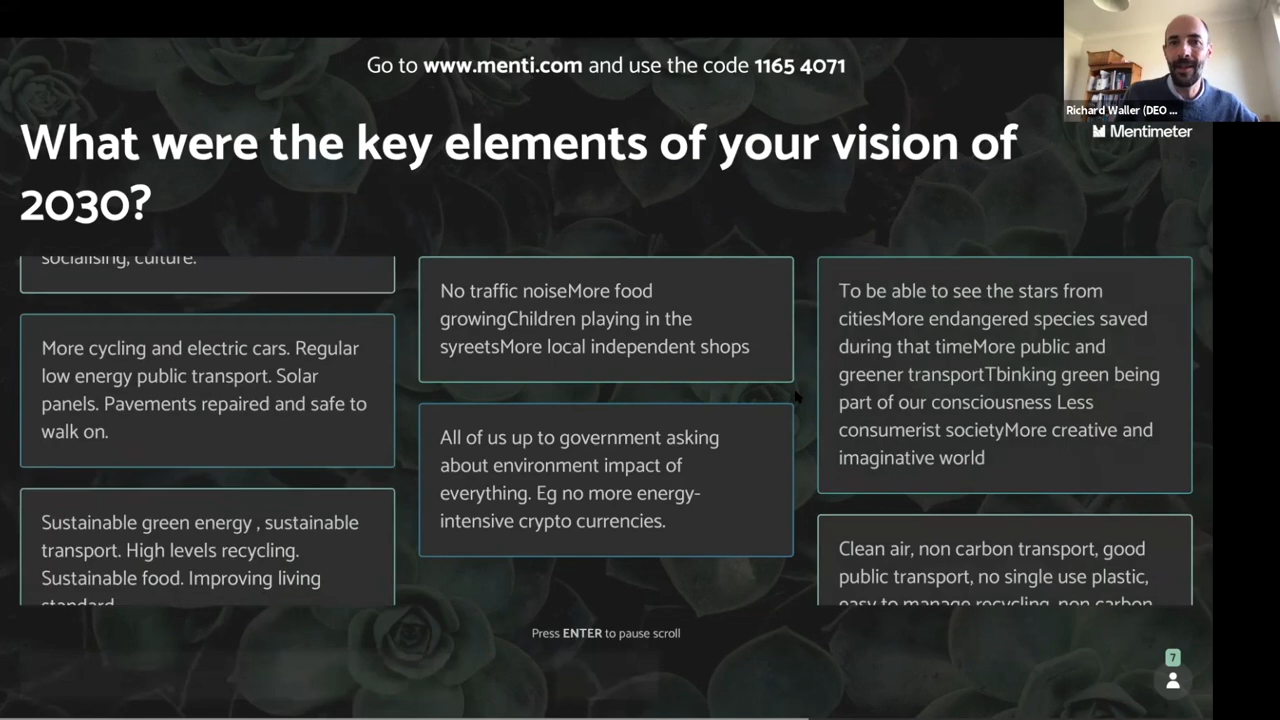 Go to www.menti.com and use the code 1165 4071
Richard Waller (DEO ...
Mentimeter
What were the key elements of your vision of
2030?
socialising, culture.
More cycling and electric cars. Regular
low energy public transport. Solar
panels. Pavements repaired and safe to
walk on.
Sustainable green energy , sustainable
transport. High levels recycling.
Sustainable food. Improving living
standard
No traffic noiseMore food
growingChildren playing in the
syreetsMore local independent shops
All of us up to government asking
about environment impact of
everything. Eg no more energy-
intensive crypto currencies.
To be able to see the stars from
citiesMore endangered species saved
during that timeMore public and
greener transportTbinking green being
part of our consciousness Less
consumerist societyMore creative and
imaginative world
Clean air, non carbon transport, good
public transport, no single use plastic,
easy to manage recycling, non carbon
Press ENTER to pause scroll
7